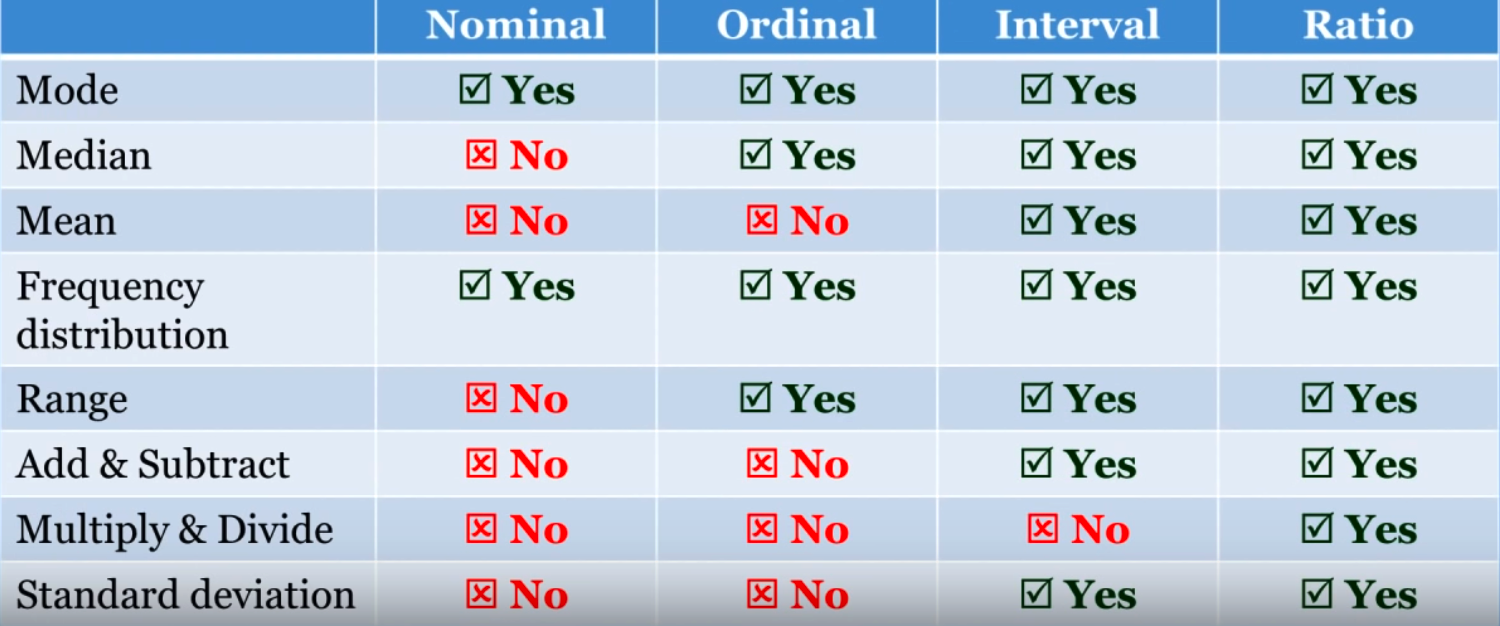 Nominal Ordinal Interval Ratio
Mode ☑ Yes ☑ Yes ☑ Yes ☑ Yes
Median ☒ No ☑ Yes ☑ Yes ☑ Yes
Mean ☒ No ☒ No ☑ Yes ☑ Yes
Frequency ☑ Yes ☑ Yes ☑ Yes ☑ Yes
distribution
Range ☒ No ☑ Yes ☑ Yes ☑ Yes
Add & Subtract ☒ No ☒ No ☑ Yes ☑ Yes
Multiply & Divide ☒ No ☒ No ☒ No ☑ Yes
Standard deviation ☒ No ☒ No ☑ Yes ☑ Yes